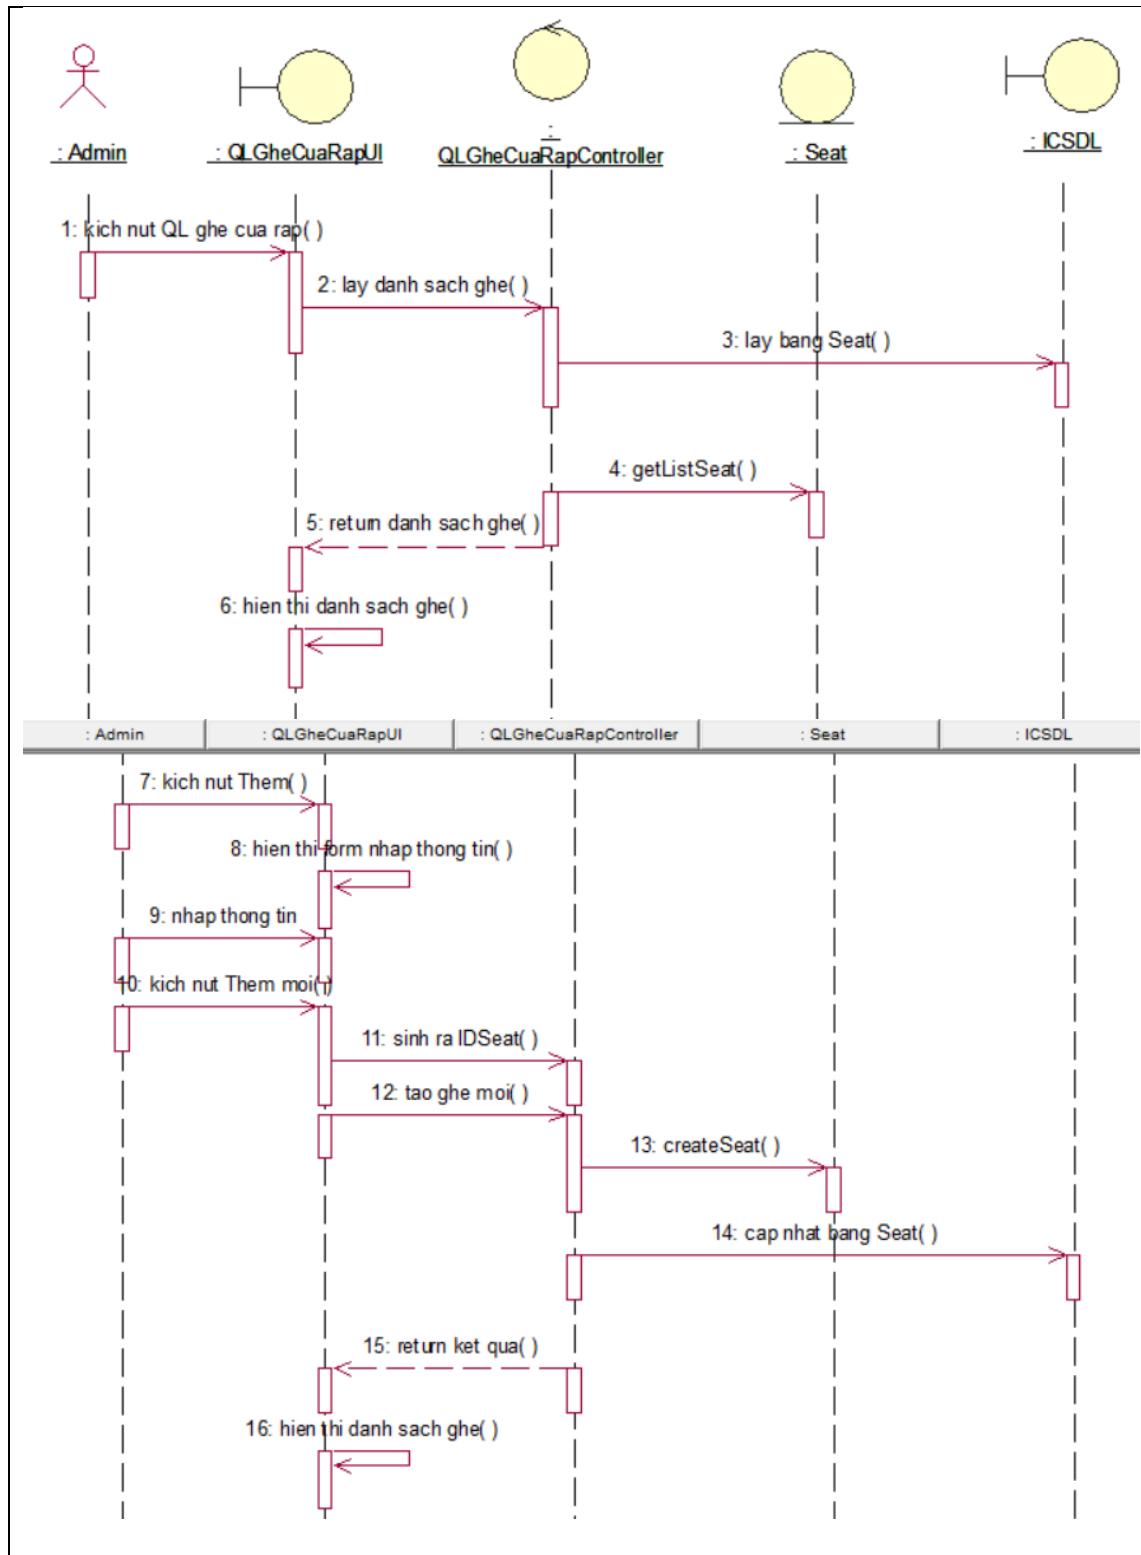 : Admin
: QLGheCuaRapUI
:
QLGheCuaRapController
: Seat
: ICSDL
1: kich nut QL ghe cua rap( )
2: lay danh sach ghe( )
3: lay bang Seat( )
4: getListSeat( )
5: return danh sach ghe( )
6: hien thi danh sach ghe( )
: Admin
: QLGheCuaRapUI
: QLGheCuaRapController
: Seat
: ICSDL
7: kich nut Them( )
8: hien thi form nhap thong tin( )
9: nhap thong tin
10: kich nut Them moi( )
11: sinh ra IDSeat( )
12: tao ghe moi( )
13: createSeat( )
14: cap nhat bang Seat( )
15: return ket qua( )
16: hien thi danh sach ghe( )